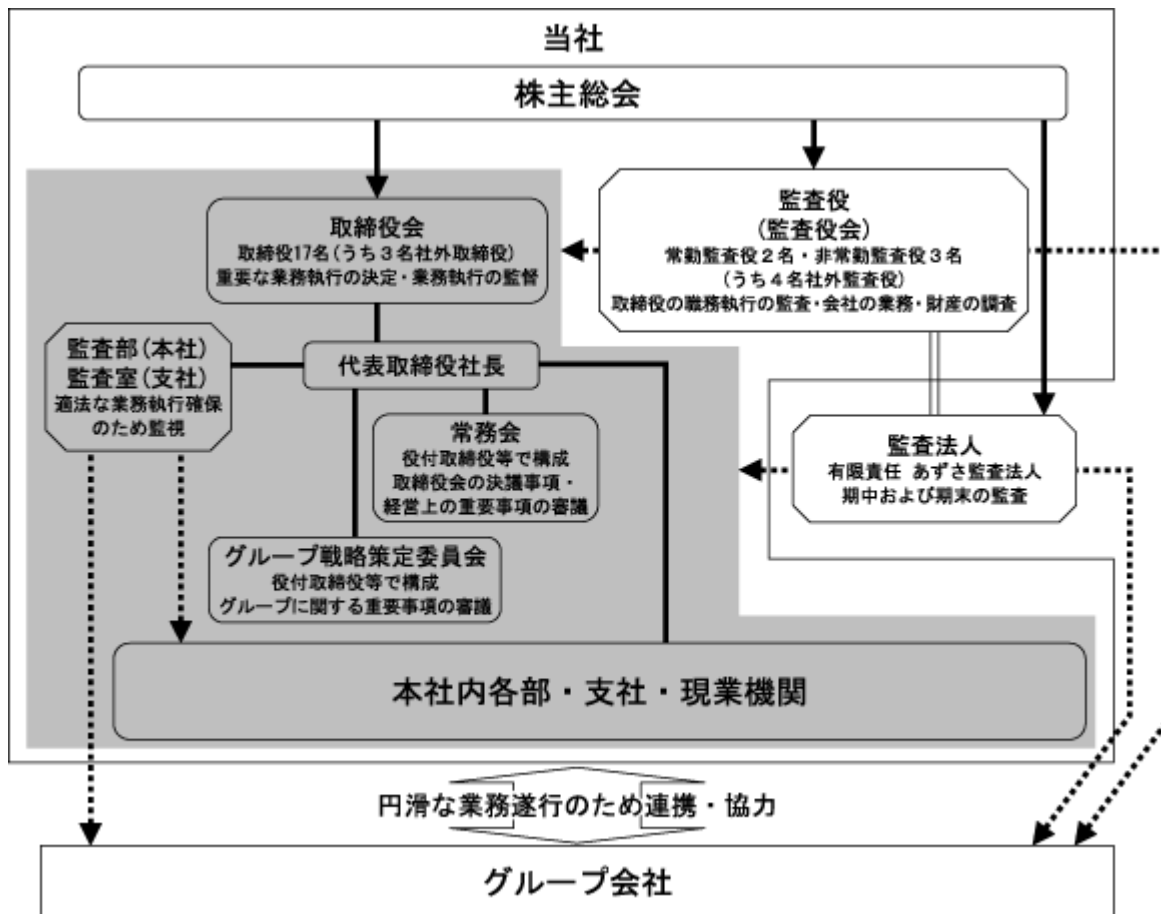 当社
株主総会
取締役会
取締役17名(うち3名社外取締役)
重要な業務執行の決定・業務執行の監督
監査役
(監査役会)
常勤監査役2名・非常勤監査役3名
(うち4名社外監査役)
取締役の職務執行の監査・会社の業務・財産の調査
監査部(本社)
監査室(支社)
適法な業務執行確保
のため監視
代表取締役社長
常務会
役付取締役等で構成
取締役会の決議事項・
経営上の重要事項の審議
監査法人
有限責任 あずさ監査法人
期中および期末の監査
グループ戦略策定委員会
役付取締役等で構成
グループに関する重要事項の審議
本社内各部・支社・現業機関
円滑な業務遂行のため連携・協力
グループ会社